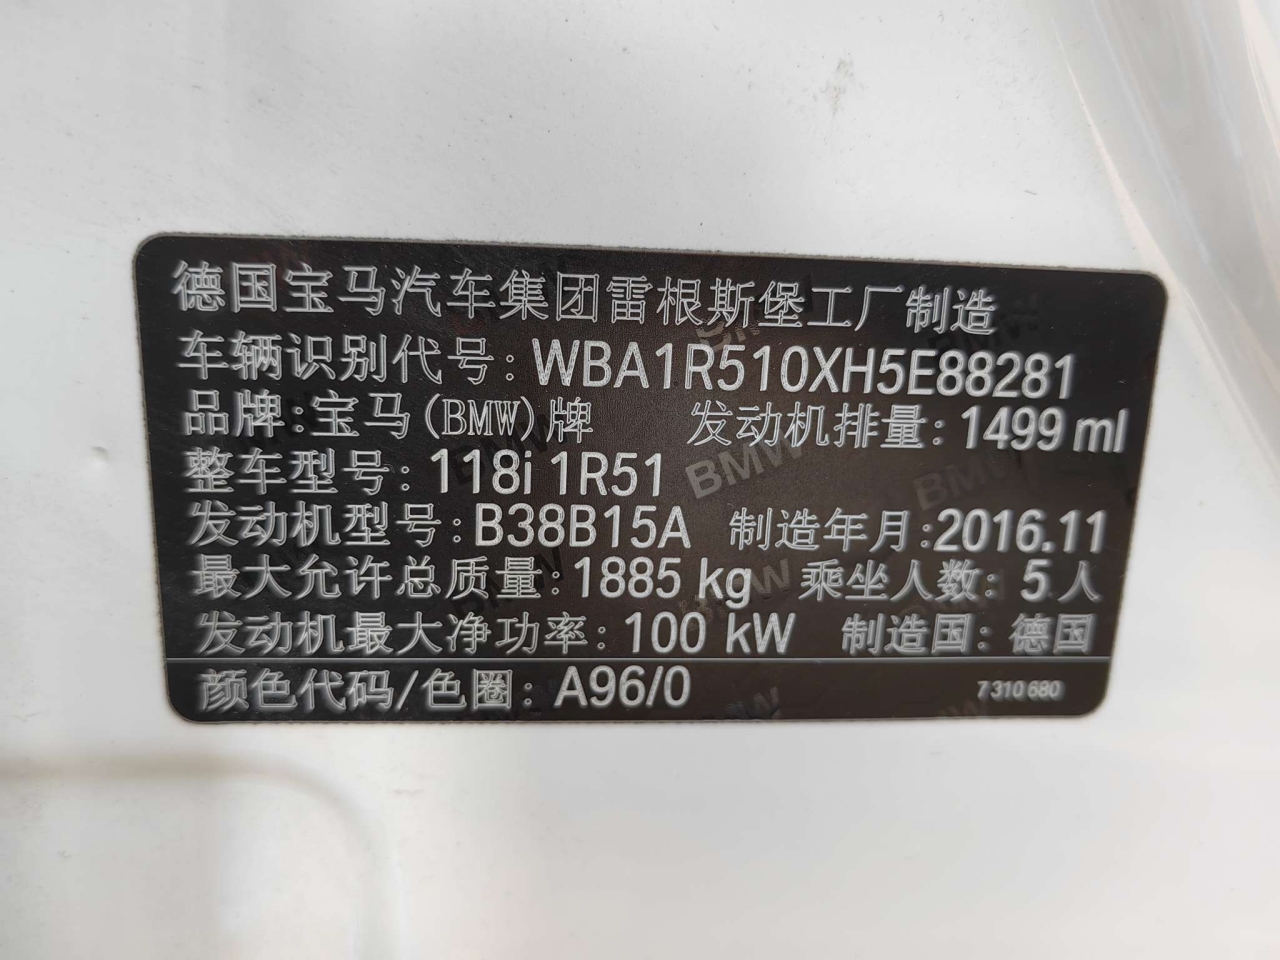 德国宝马汽车集团雷根斯堡工厂制造
车辆识别代号: WBA1R510XH5E88281
品牌: 宝马(BMW)牌 发动机排量: 1499 ml
整车型号: 118i 1R51
发动机型号: B38B15A 制造年月: 2016.11
最大允许总质量: 1885 kg 乘坐人数: 5 人
发动机最大净功率: 100 kW 制造国: 德国
颜色代码/色圈: A96/0 7 310 680